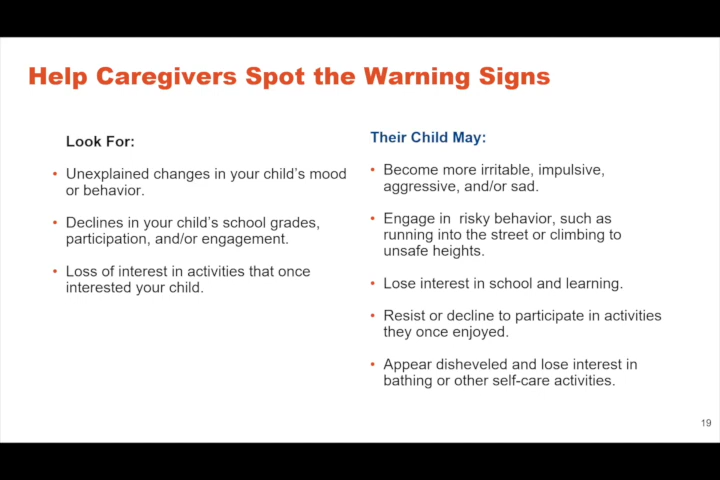 Help Caregivers Spot the Warning Signs
Look For:
• Unexplained changes in your child's mood
or behavior.
• Declines in your child's school grades,
participation, and/or engagement.
• Loss of interest in activities that once
interested your child.
Their Child May:
• Become more irritable, impulsive,
aggressive, and/or sad.
• Engage in  risky behavior, such as
running into the street or climbing to
unsafe heights.
• Lose interest in school and learning.
• Resist or decline to participate in activities
they once enjoyed.
• Appear disheveled and lose interest in
bathing or other self-care activities.
19